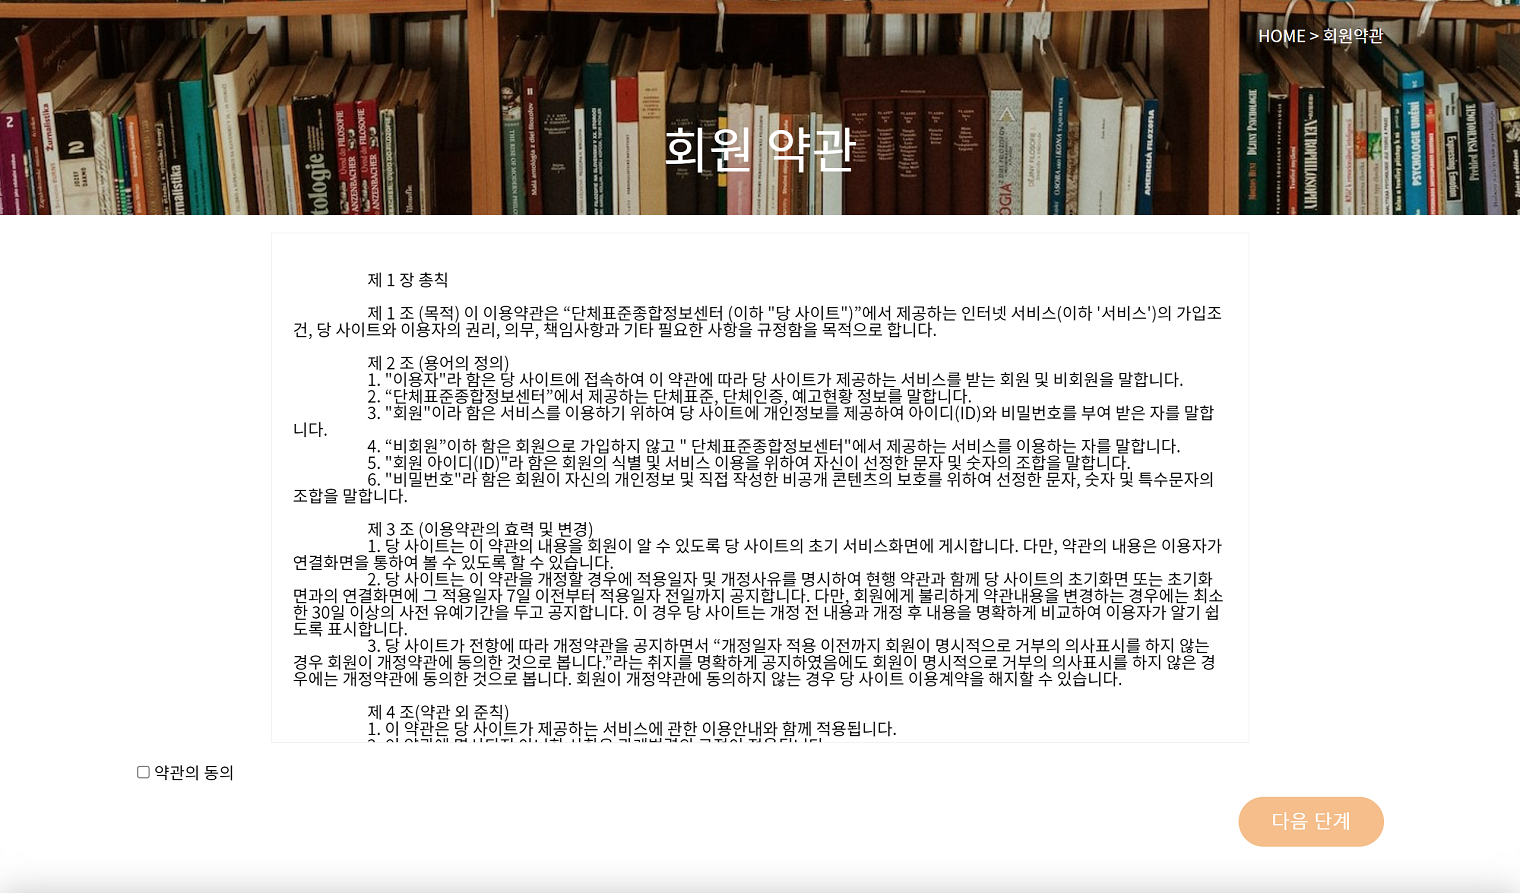 HOME > 회원약관
회원 약관
제 1 장 총칙
제 1 조 (목적) 이 이용약관은 “단체표준종합정보센터 (이하 "당 사이트")”에서 제공하는 인터넷 서비스(이하 '서비스')의 가입조
건, 당 사이트와 이용자의 권리, 의무, 책임사항과 기타 필요한 사항을 규정함을 목적으로 합니다.
제 2 조 (용어의 정의)
1. "이용자"라 함은 당 사이트에 접속하여 이 약관에 따라 당 사이트가 제공하는 서비스를 받는 회원 및 비회원을 말합니다.
2. “단체표준종합정보센터”에서 제공하는 단체표준, 단체인증, 예고현황 정보를 말합니다.
3. "회원"이라 함은 서비스를 이용하기 위하여 당 사이트에 개인정보를 제공하여 아이디(ID)와 비밀번호를 부여 받은 자를 말합
니다.
4. “비회원”이하 함은 회원으로 가입하지 않고 " 단체표준종합정보센터"에서 제공하는 서비스를 이용하는 자를 말합니다.
5. "회원 아이디(ID)"라 함은 회원의 식별 및 서비스 이용을 위하여 자신이 선정한 문자 및 숫자의 조합을 말합니다.
6. "비밀번호"라 함은 회원이 자신의 개인정보 및 직접 작성한 비공개 콘텐츠의 보호를 위하여 선정한 문자, 숫자 및 특수문자의
조합을 말합니다.
제 3 조 (이용약관의 효력 및 변경)
1. 당 사이트는 이 약관의 내용을 회원이 알 수 있도록 당 사이트의 초기 서비스화면에 게시합니다. 다만, 약관의 내용은 이용자가
연결화면을 통하여 볼 수 있도록 할 수 있습니다.
2. 당 사이트는 이 약관을 개정할 경우에 적용일자 및 개정사유를 명시하여 현행 약관과 함께 당 사이트의 초기화면 또는 초기화
면과의 연결화면에 그 적용일자 7일 이전부터 적용일자 전일까지 공지합니다. 다만, 회원에게 불리하게 약관내용을 변경하는 경우에는 최소
한 30일 이상의 사전 유예기간을 두고 공지합니다. 이 경우 당 사이트는 개정 전 내용과 개정 후 내용을 명확하게 비교하여 이용자가 알기 쉽
도록 표시합니다.
3. 당 사이트가 전항에 따라 개정약관을 공지하면서 “개정일자 적용 이전까지 회원이 명시적으로 거부의 의사표시를 하지 않는
경우 회원이 개정약관에 동의한 것으로 봅니다.”라는 취지를 명확하게 공지하였음에도 회원이 명시적으로 거부의 의사표시를 하지 않은 경
우에는 개정약관에 동의한 것으로 봅니다. 회원이 개정약관에 동의하지 않는 경우 당 사이트 이용계약을 해지할 수 있습니다.
제 4 조(약관 외 준칙)
1. 이 약관은 당 사이트가 제공하는 서비스에 관한 이용안내와 함께 적용됩니다.
약관의 동의
다음 단계